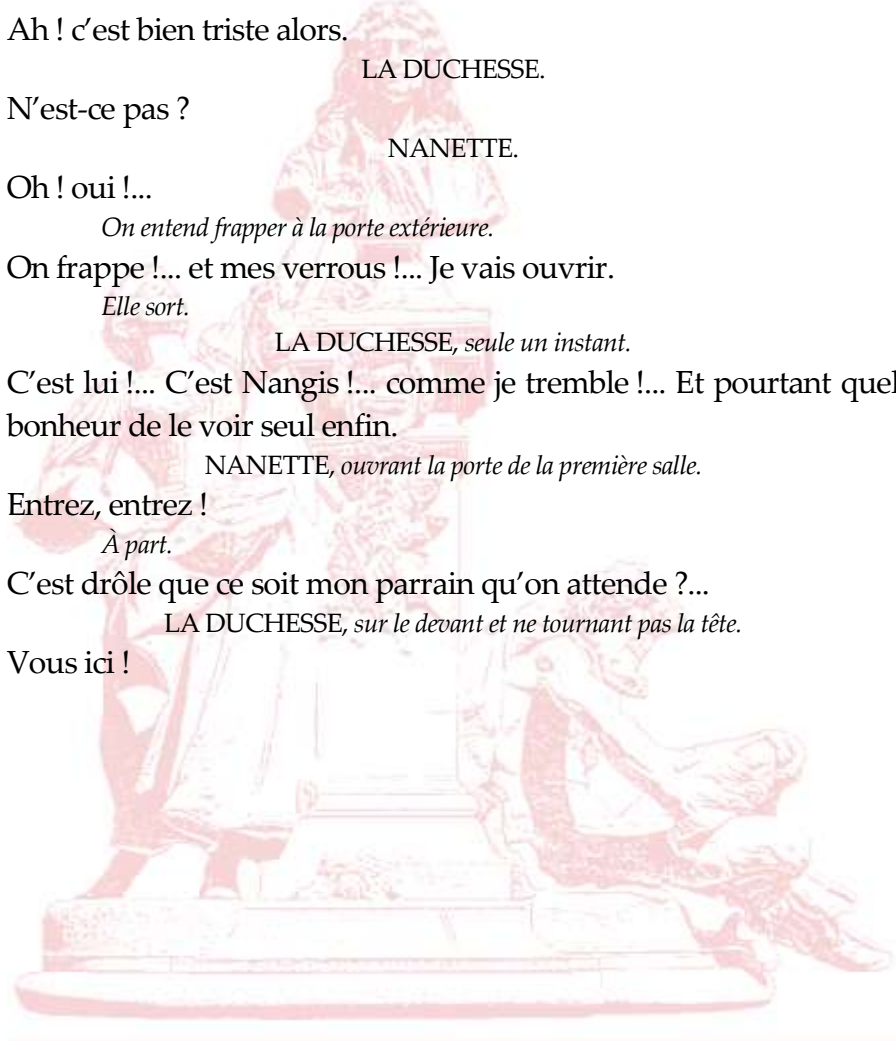 Ah ! c’est bien triste alors.
LA DUCHESSE.
N’est-ce pas ?
NANETTE.
Oh ! oui !...
On entend frapper à la porte extérieure.
On frappe !... et mes verrous !... Je vais ouvrir.
Elle sort.
LA DUCHESSE, seule un instant.
C’est lui !... C’est Nangis !... comme je tremble !... Et pourtant quel
bonheur de le voir seul enfin.
NANETTE, ouvrant la porte de la première salle.
Entrez, entrez !
À part.
C’est drôle que ce soit mon parrain qu’on attende ?...
LA DUCHESSE, sur le devant et ne tournant pas la tête.
Vous ici !